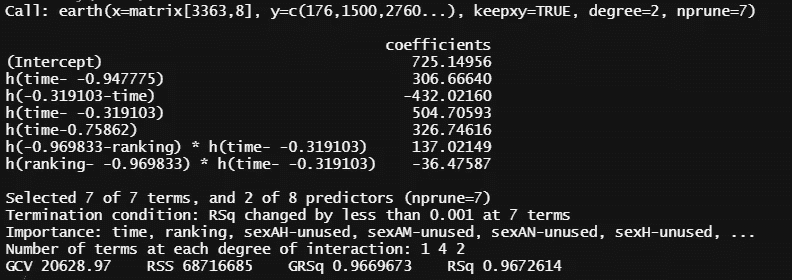 Call: earth(x=matrix[3363,8], y=c(176,1500,2760...), keepxy=TRUE, degree=2, nprune=7)
coefficients
(Intercept) 725.14956
h(time- -0.947775) 306.66640
h(-0.319103-time) -432.02160
h(time- -0.319103) 504.70593
h(time-0.75862) 326.74616
h(-0.969833-ranking) * h(time- -0.319103) 137.02149
h(ranking- -0.969833) * h(time- -0.319103) -36.47587
Selected 7 of 7 terms, and 2 of 8 predictors (nprune=7)
Termination condition: RSq changed by less than 0.001 at 7 terms
Importance: time, ranking, sexAH-unused, sexAM-unused, sexAN-unused, sexH-unused, ...
Number of terms at each degree of interaction: 1 4 2
GCV 20628.97 RSS 68716685 GRSq 0.9669673 RSq 0.9672614